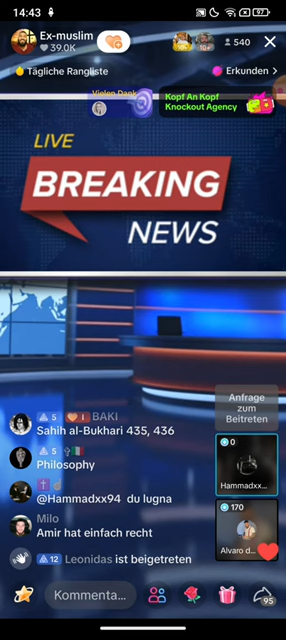 14:43
97
Ex-muslim
39.0K
10+
540
Tägliche Rangliste
Erkunden >
Vielen Dank
Kopf An Kopf
Knockout Agency
LIVE
BREAKING
NEWS
Anfrage
zum
Beitreten
5 I BAKI
Sahih al-Bukhari 435, 436
0
5
Philosophy
Hammadxx...
@Hammadxx94 du lugna
170
Milo
Amir hat einfach recht
Alvaro d...
12 Leonidas ist beigetreten
Kommenta...
95